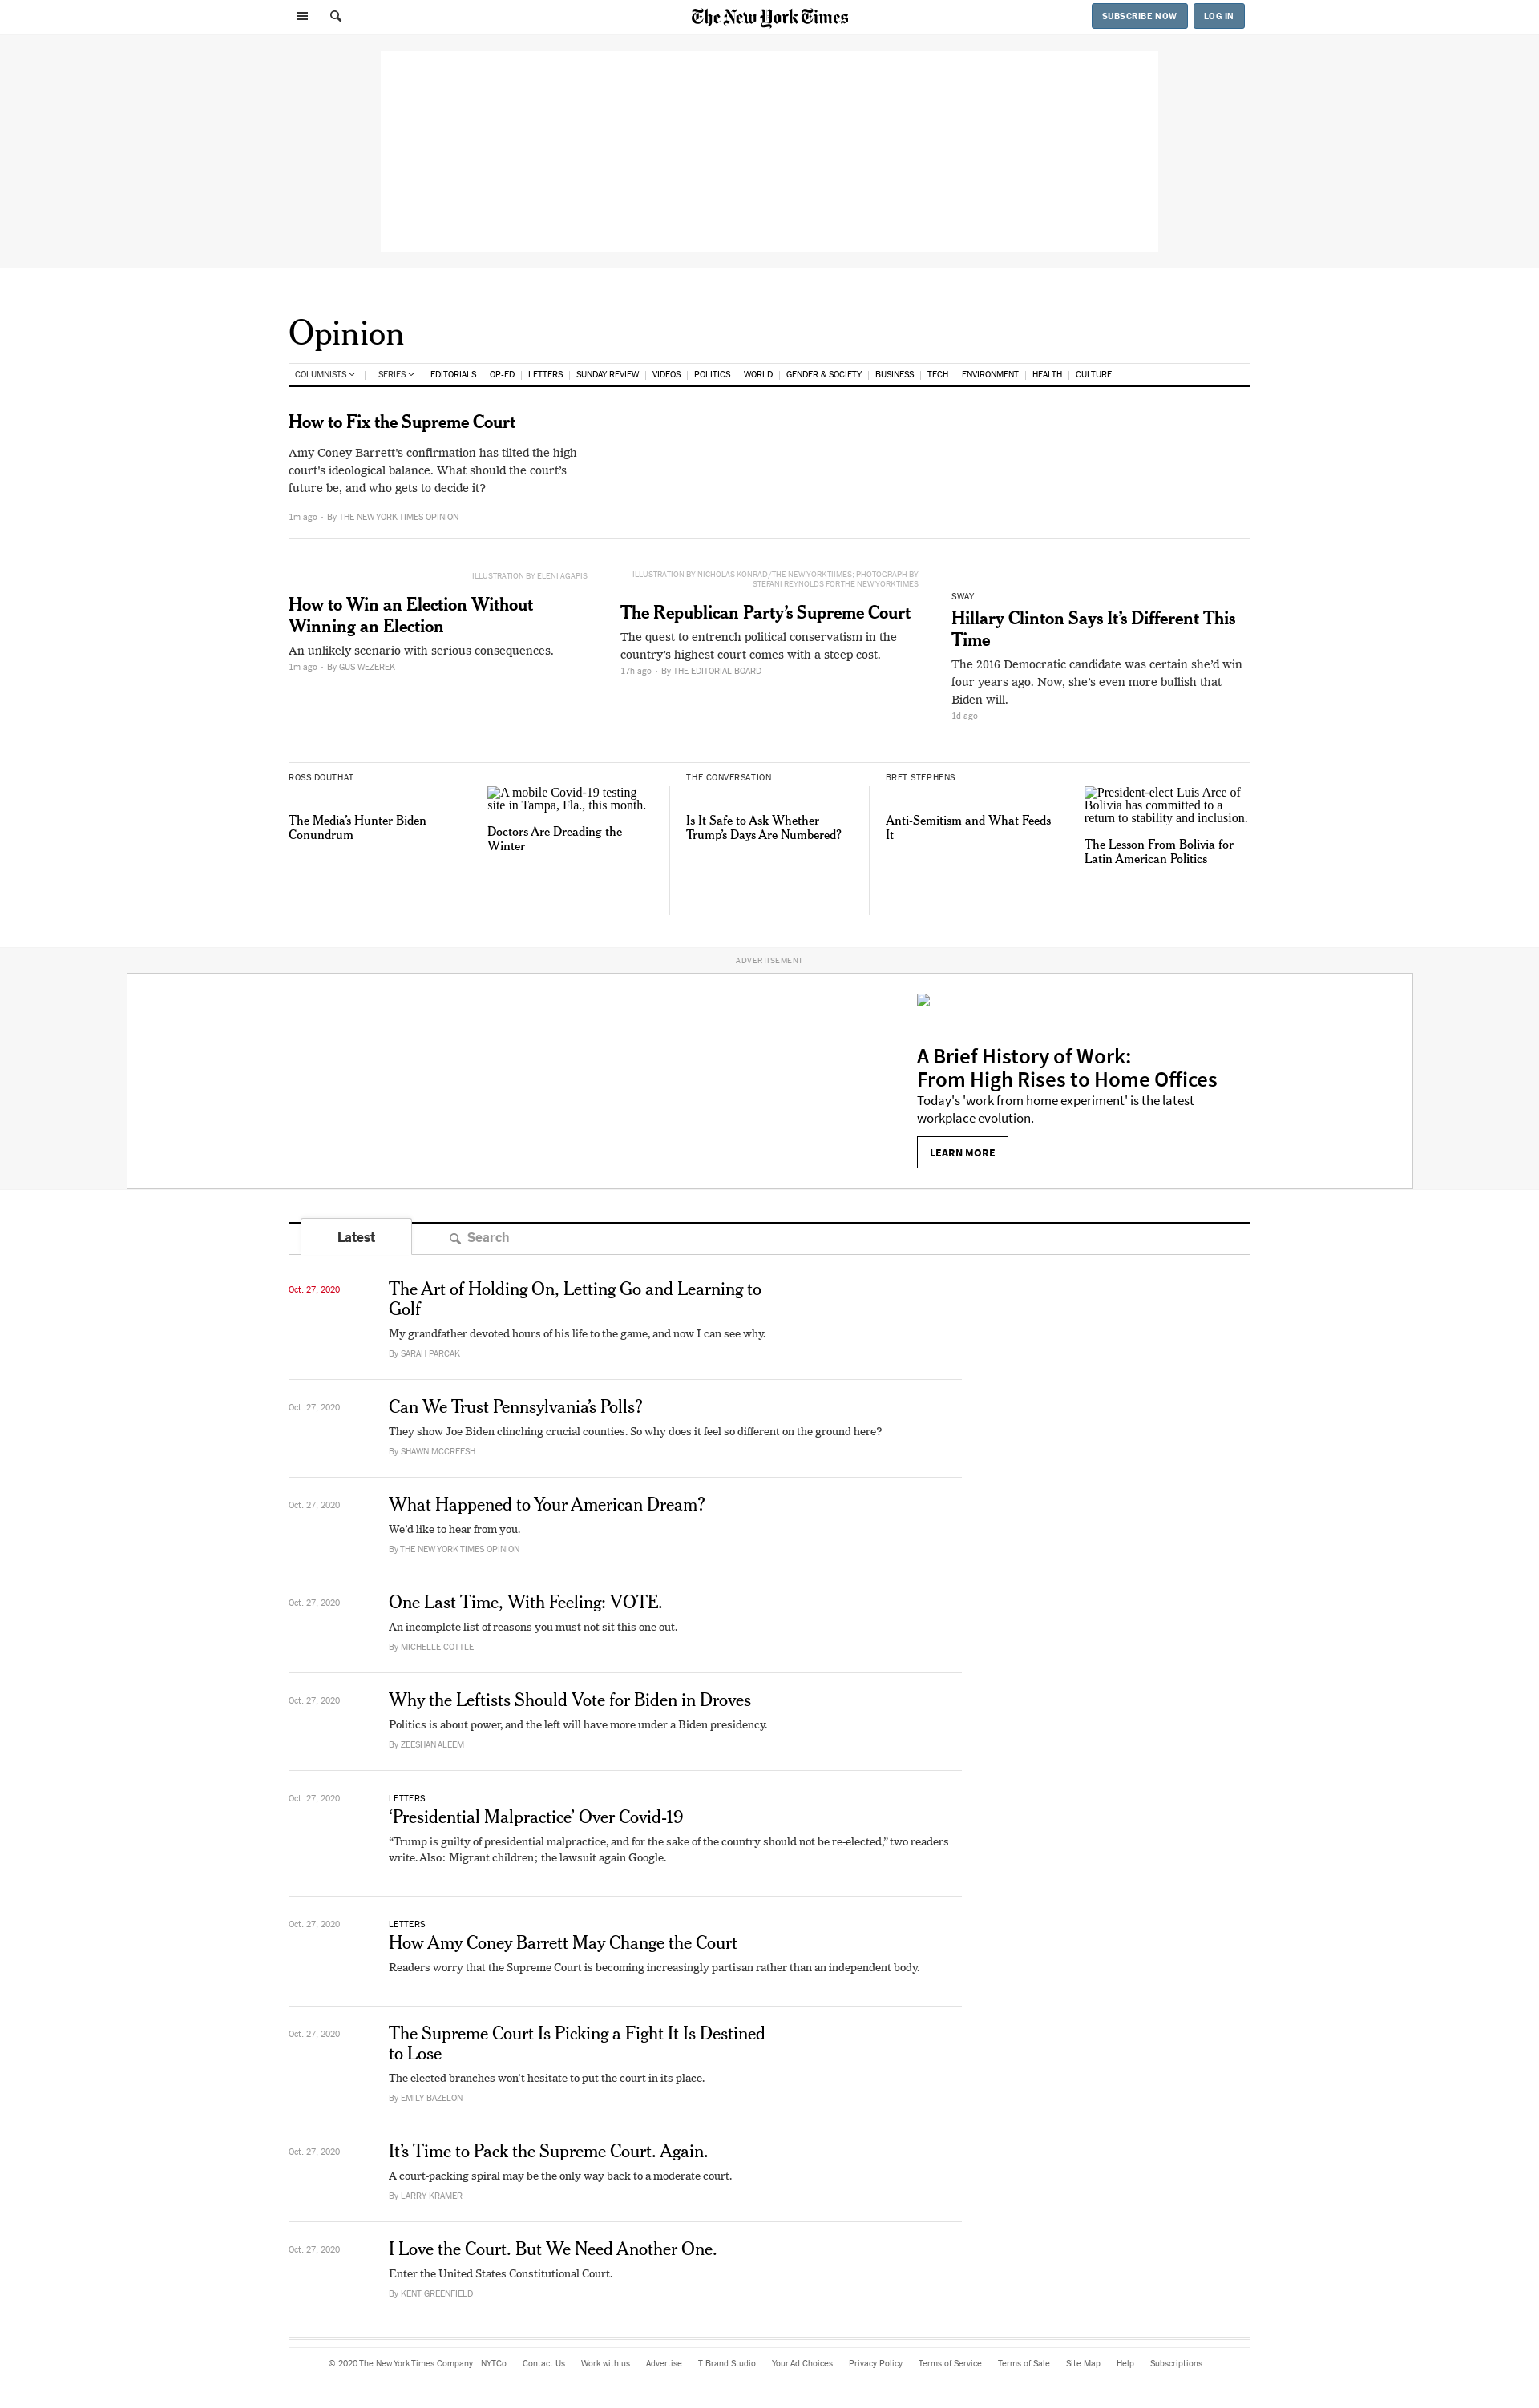 The New York Times
SUBSCRIBE NOW
LOG IN
Opinion
COLUMNISTS
SERIES
EDITORIALS
OP-ED
LETTERS
SUNDAY REVIEW
VIDEOS
POLITICS
WORLD
GENDER & SOCIETY
BUSINESS
TECH
ENVIRONMENT
HEALTH
CULTURE
How to Fix the Supreme Court
Amy Coney Barrett's confirmation has tilted the high
court's ideological balance. What should the court's
future be, and who gets to decide it?
1m ago • By THE NEW YORK TIMES OPINION
ILLUSTRATION BY ELENI AGAPIS
How to Win an Election Without
Winning an Election
An unlikely scenario with serious consequences.
1m ago • By GUS WEZEREK
ILLUSTRATION BY NICHOLAS KONRAD/THE NEW YORK TIIMES; PHOTOGRAPH BY
STEFANI REYNOLDS FOR THE NEW YORK TIMES
The Republican Party’s Supreme Court
The quest to entrench political conservatism in the
country's highest court comes with a steep cost.
17h ago • By THE EDITORIAL BOARD
SWAY
Hillary Clinton Says It’s Different This
Time
The 2016 Democratic candidate was certain she'd win
four years ago. Now, she's even more bullish that
Biden will.
1d ago
ROSS DOUTHAT
The Media’s Hunter Biden
Conundrum
A mobile Covid-19 testing
site in Tampa, Fla., this month.
Doctors Are Dreading the
Winter
THE CONVERSATION
Is It Safe to Ask Whether
Trump’s Days Are Numbered?
BRET STEPHENS
Anti-Semitism and What Feeds
It
President-elect Luis Arce of
Bolivia has committed to a
return to stability and inclusion.
The Lesson From Bolivia for
Latin American Politics
ADVERTISEMENT
A Brief History of Work:
From High Rises to Home Offices
Today's 'work from home experiment' is the latest
workplace evolution.
LEARN MORE
Latest
Search
Oct. 27, 2020
The Art of Holding On, Letting Go and Learning to
Golf
My grandfather devoted hours of his life to the game, and now I can see why.
By SARAH PARCAK
Oct. 27, 2020
Can We Trust Pennsylvania’s Polls?
They show Joe Biden clinching crucial counties. So why does it feel so different on the ground here?
By SHAWN MCCREESH
Oct. 27, 2020
What Happened to Your American Dream?
We’d like to hear from you.
By THE NEW YORK TIMES OPINION
Oct. 27, 2020
One Last Time, With Feeling: VOTE.
An incomplete list of reasons you must not sit this one out.
By MICHELLE COTTLE
Oct. 27, 2020
Why the Leftists Should Vote for Biden in Droves
Politics is about power, and the left will have more under a Biden presidency.
By ZEESHAN ALEEM
Oct. 27, 2020
LETTERS
‘Presidential Malpractice’ Over Covid-19
“Trump is guilty of presidential malpractice, and for the sake of the country should not be re-elected,” two readers
write. Also: Migrant children; the lawsuit again Google.
Oct. 27, 2020
LETTERS
How Amy Coney Barrett May Change the Court
Readers worry that the Supreme Court is becoming increasingly partisan rather than an independent body.
Oct. 27, 2020
The Supreme Court Is Picking a Fight It Is Destined
to Lose
The elected branches won’t hesitate to put the court in its place.
By EMILY BAZELON
Oct. 27, 2020
It’s Time to Pack the Supreme Court. Again.
A court-packing spiral may be the only way back to a moderate court.
By LARRY KRAMER
Oct. 27, 2020
I Love the Court. But We Need Another One.
Enter the United States Constitutional Court.
By KENT GREENFIELD
© 2020 The New York Times Company
NYTCo
Contact Us
Work with us
Advertise
T Brand Studio
Your Ad Choices
Privacy Policy
Terms of Service
Terms of Sale
Site Map
Help
Subscriptions